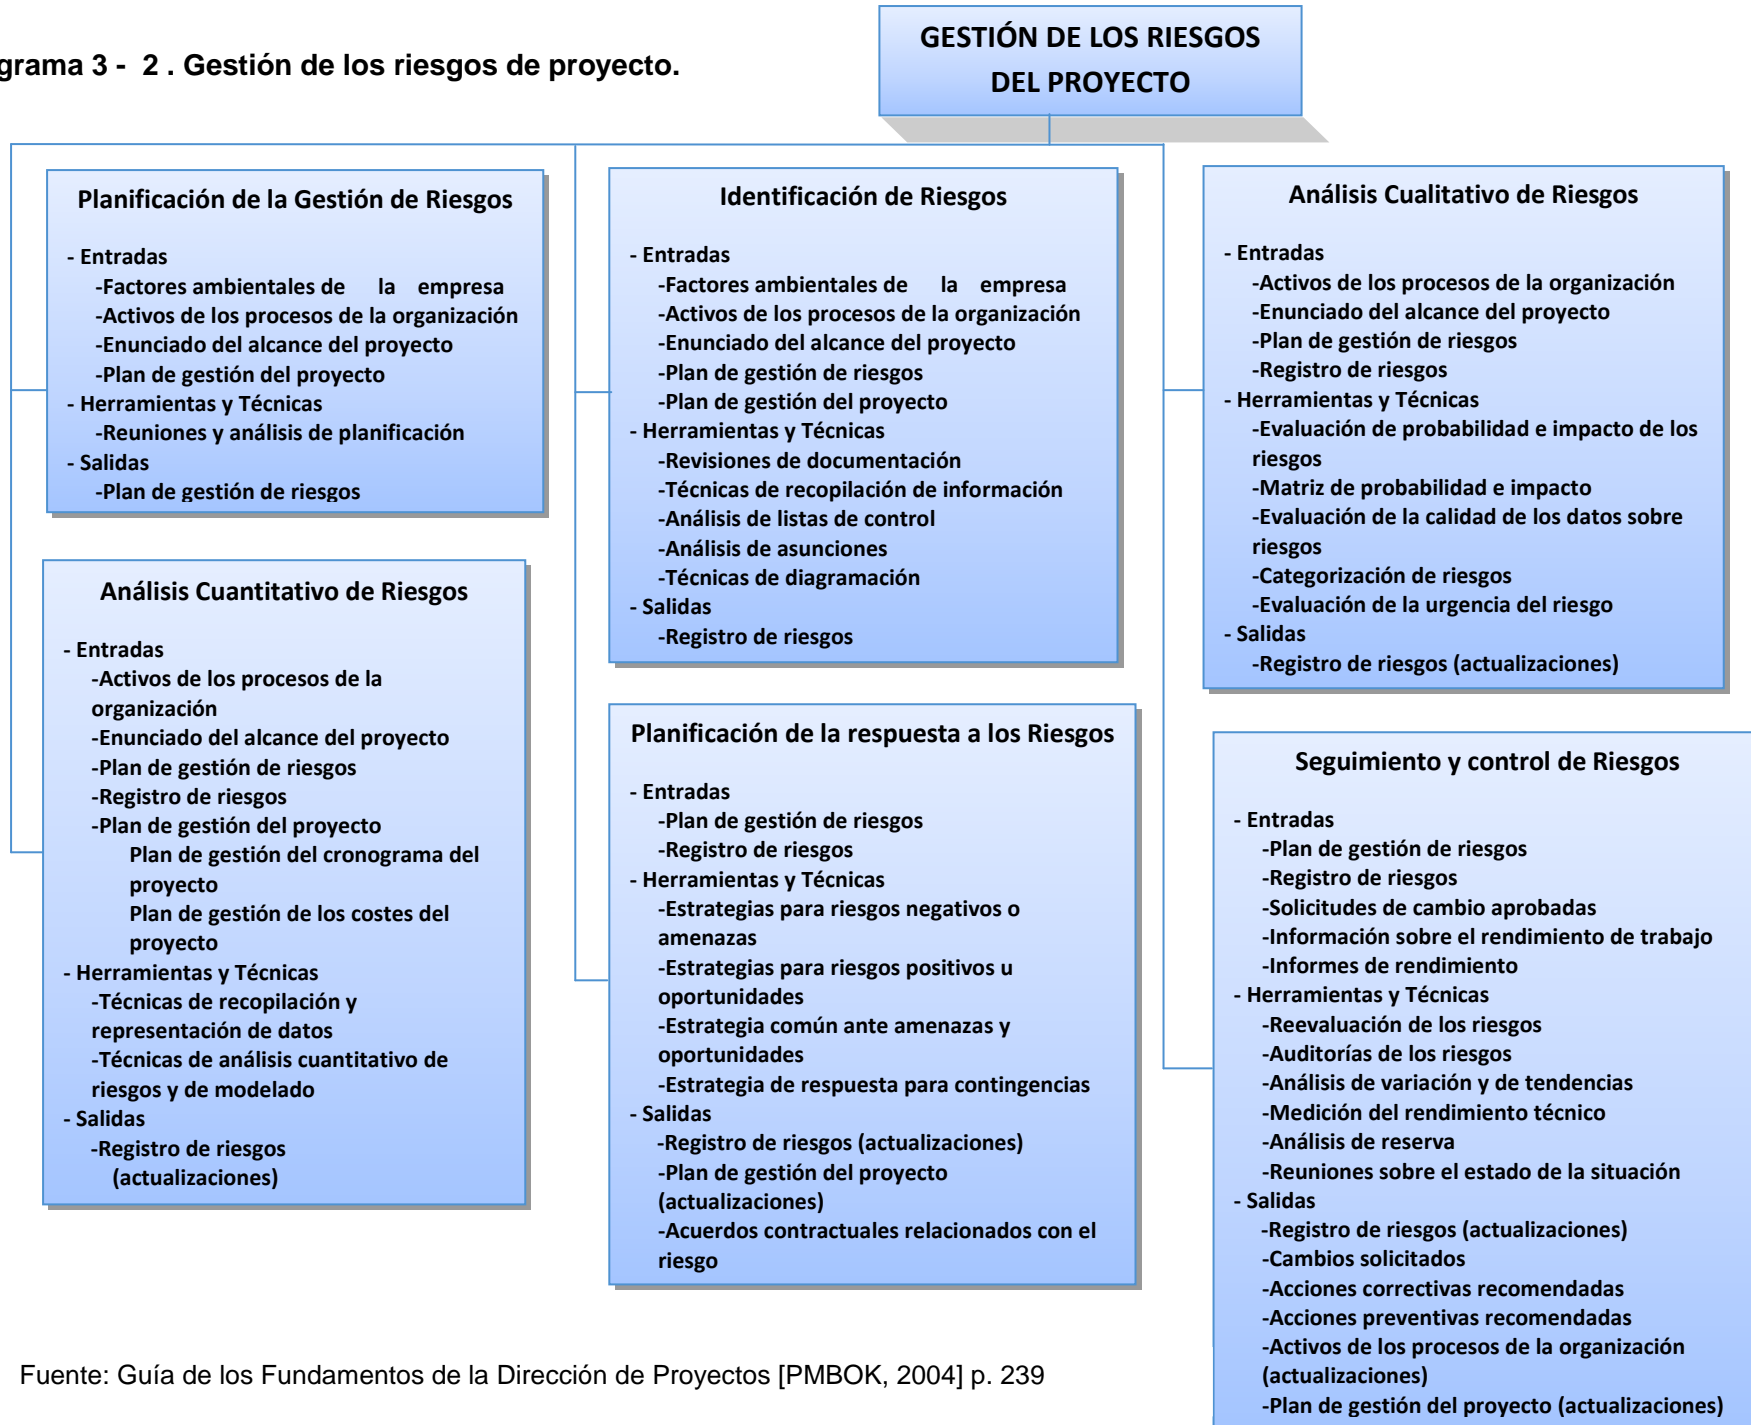 grama 3 - 2 . Gestión de los riesgos de proyecto.
GESTIÓN DE LOS RIESGOS
DEL PROYECTO
Planificación de la Gestión de Riesgos
- Entradas
-Factores ambientales de la empresa
-Activos de los procesos de la organización
-Enunciado del alcance del proyecto
-Plan de gestión del proyecto
- Herramientas y Técnicas
-Reuniones y análisis de planificación
- Salidas
-Plan de gestión de riesgos
Identificación de Riesgos
- Entradas
-Factores ambientales de la empresa
-Activos de los procesos de la organización
-Enunciado del alcance del proyecto
-Plan de gestión de riesgos
-Plan de gestión del proyecto
- Herramientas y Técnicas
-Revisiones de documentación
-Técnicas de recopilación de información
-Análisis de listas de control
-Análisis de asunciones
-Técnicas de diagramación
- Salidas
-Registro de riesgos
Análisis Cualitativo de Riesgos
- Entradas
-Activos de los procesos de la organización
-Enunciado del alcance del proyecto
-Plan de gestión de riesgos
-Registro de riesgos
- Herramientas y Técnicas
-Evaluación de probabilidad e impacto de los
riesgos
-Matriz de probabilidad e impacto
-Evaluación de la calidad de los datos sobre
riesgos
-Categorización de riesgos
-Evaluación de la urgencia del riesgo
- Salidas
-Registro de riesgos (actualizaciones)
Análisis Cuantitativo de Riesgos
- Entradas
-Activos de los procesos de la
organización
-Enunciado del alcance del proyecto
-Plan de gestión de riesgos
-Registro de riesgos
-Plan de gestión del proyecto
Plan de gestión del cronograma del
proyecto
Plan de gestión de los costes del
proyecto
- Herramientas y Técnicas
-Técnicas de recopilación y
representación de datos
-Técnicas de análisis cuantitativo de
riesgos y de modelado
- Salidas
-Registro de riesgos
(actualizaciones)
Planificación de la respuesta a los Riesgos
- Entradas
-Plan de gestión de riesgos
-Registro de riesgos
- Herramientas y Técnicas
-Estrategias para riesgos negativos o
amenazas
-Estrategias para riesgos positivos u
oportunidades
-Estrategia común ante amenazas y
oportunidades
-Estrategia de respuesta para contingencias
- Salidas
-Registro de riesgos (actualizaciones)
-Plan de gestión del proyecto
(actualizaciones)
-Acuerdos contractuales relacionados con el
riesgo
Seguimiento y control de Riesgos
- Entradas
-Plan de gestión de riesgos
-Registro de riesgos
-Solicitudes de cambio aprobadas
-Información sobre el rendimiento de trabajo
-Informes de rendimiento
- Herramientas y Técnicas
-Reevaluación de los riesgos
-Auditorías de los riesgos
-Análisis de variación y de tendencias
-Medición del rendimiento técnico
-Análisis de reserva
-Reuniones sobre el estado de la situación
- Salidas
-Registro de riesgos (actualizaciones)
-Cambios solicitados
-Acciones correctivas recomendadas
-Acciones preventivas recomendadas
-Activos de los procesos de la organización
(actualizaciones)
-Plan de gestión del proyecto (actualizaciones)
Fuente: Guía de los Fundamentos de la Dirección de Proyectos [PMBOK, 2004] p. 239